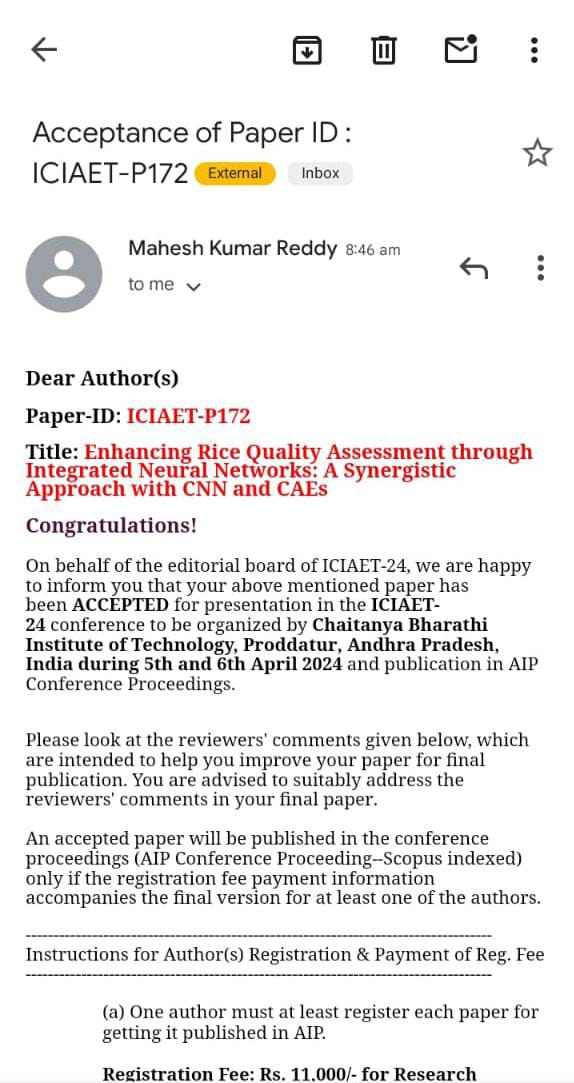 Acceptance of Paper ID :
ICIAET-P172 External Inbox
Mahesh Kumar Reddy 8:46 am
to me
Dear Author(s)
Paper-ID: ICIAET-P172
Title: Enhancing Rice Quality Assessment through
Integrated Neural Networks: A Synergistic
Approach with CNN and CAEs
Congratulations!
On behalf of the editorial board of ICIAET-24, we are happy
to inform you that your above mentioned paper has
been ACCEPTED for presentation in the ICIAET-
24 conference to be organized by Chaitanya Bharathi
Institute of Technology, Proddatur, Andhra Pradesh,
India during 5th and 6th April 2024 and publication in AIP
Conference Proceedings.
Please look at the reviewers' comments given below, which
are intended to help you improve your paper for final
publication. You are advised to suitably address the
reviewers' comments in your final paper.
An accepted paper will be published in the conference
proceedings (AIP Conference Proceeding--Scopus indexed)
only if the registration fee payment information
accompanies the final version for at least one of the authors.
Instructions for Author(s) Registration & Payment of Reg. Fee
(a) One author must at least register each paper for
getting it published in AIP.
Registration Fee: Rs. 11,000/- for Research